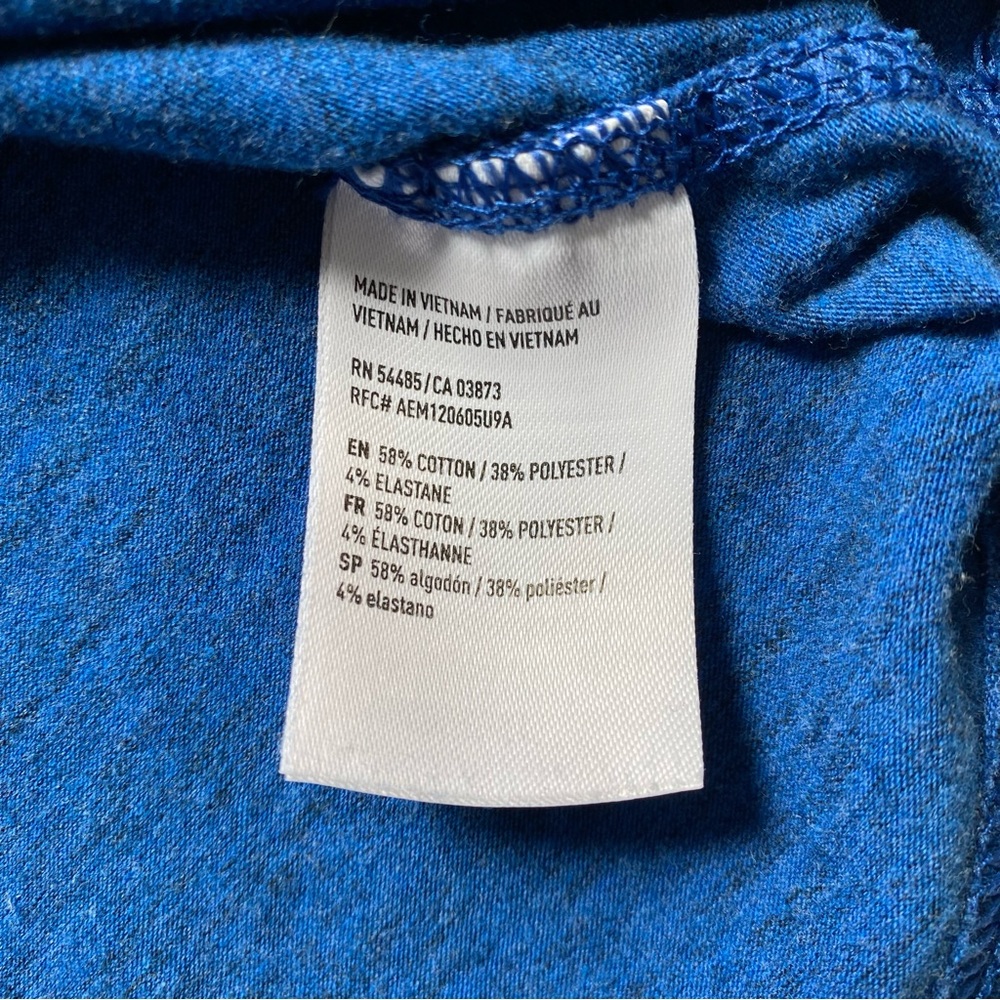 MADE IN VIETNAM / FABRIQUÉ AU
VIETNAM / HECHO EN VIETNAM
RN 54485/CA 03873
RFC# AEM120605U9A
EN 58% COTTON / 38% POLYESTER /
4% ELASTANE
FR 58% COTON / 38% POLYESTER /
4% ÉLASTHANNE
SP 58% algodón / 38% poliéster /
4% elastano